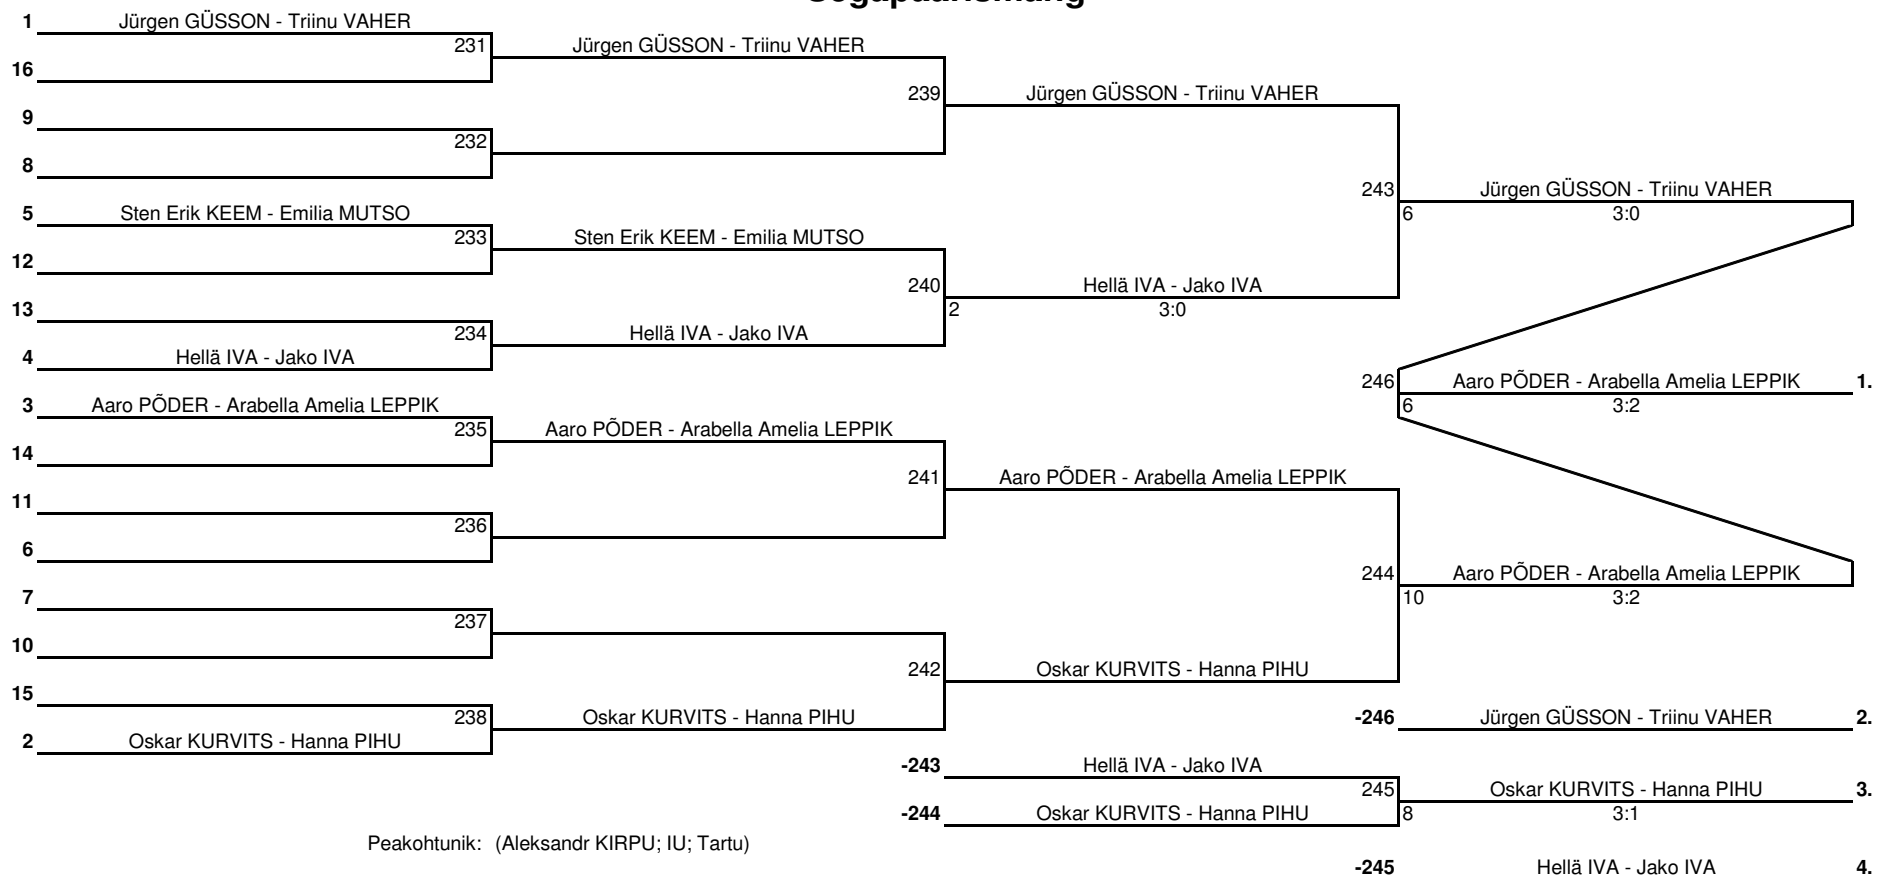 1 Jürgen GÜSSON - Triinu VAHER
231 Jürgen GÜSSON - Triinu VAHER
16
239 Jürgen GÜSSON - Triinu VAHER
9
232
8
243 Jürgen GÜSSON - Triinu VAHER
6 3:0
5 Sten Erik KEEM - Emilia MUTSO
233 Sten Erik KEEM - Emilia MUTSO
12
240 Hellä IVA - Jako IVA
2 3:0
13
234 Hellä IVA - Jako IVA
4 Hellä IVA - Jako IVA
246 Aaro PÕDER - Arabella Amelia LEPPIK 1.
6 3:2
3 Aaro PÕDER - Arabella Amelia LEPPIK
235 Aaro PÕDER - Arabella Amelia LEPPIK
14
241 Aaro PÕDER - Arabella Amelia LEPPIK
11
236
6
244 Aaro PÕDER - Arabella Amelia LEPPIK
10 3:2
7
237
10
242 Oskar KURVITS - Hanna PIHU
15
238 Oskar KURVITS - Hanna PIHU
2 Oskar KURVITS - Hanna PIHU
-246 Jürgen GÜSSON - Triinu VAHER 2.
-243 Hellä IVA - Jako IVA
245 Oskar KURVITS - Hanna PIHU 3.
-244 Oskar KURVITS - Hanna PIHU
8 3:1
Peakohtunik: (Aleksandr KIRPU; IU; Tartu)
-245 Hellä IVA - Jako IVA 4.